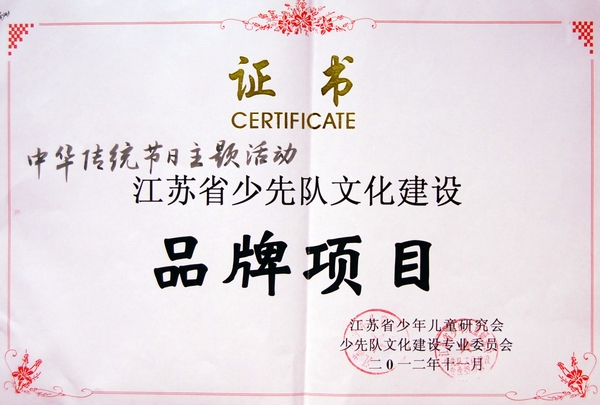 证书
CERTIFICATE
中华传统节日主题活动
江苏省少先队文化建设
品牌项目
江苏省少年儿童研究会
少先队文化建设专业委员会
二0一二年十一月